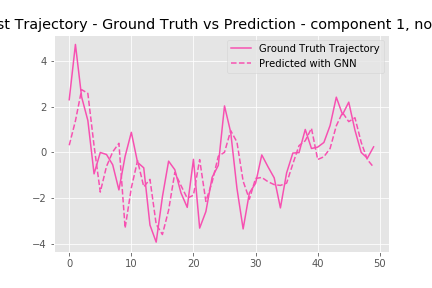 st Trajectory - Ground Truth vs Prediction - component 1, no
Ground Truth Trajectory
Predicted with GNN
4
2
0
−2
−4
0 10 20 30 40 50